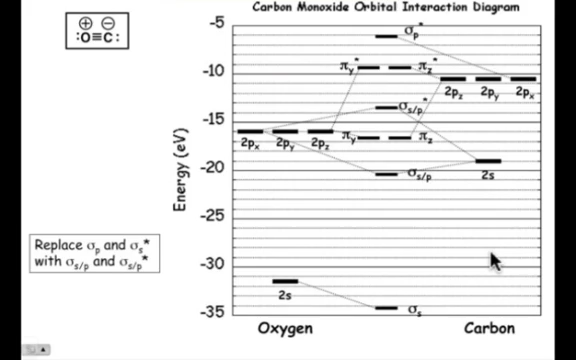 Carbon Monoxide Orbital Interaction Diagram
⊕ ⊖
:O≡C:
Energy (eV)
-5
-10
-15
-20
-25
-30
-35
σp*
πy* πz*
2pz 2py 2px
σs/p*
2px 2py 2pz
πy πz
σs/p
2s
Replace σp and σs*
with σs/p and σs/p*
2s
σs
Oxygen Carbon